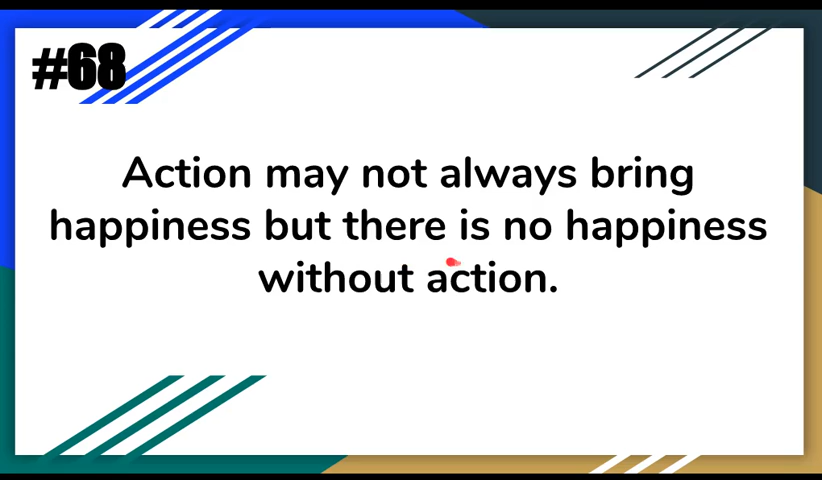 #68
Action may not always bring
happiness but there is no happiness
without action.